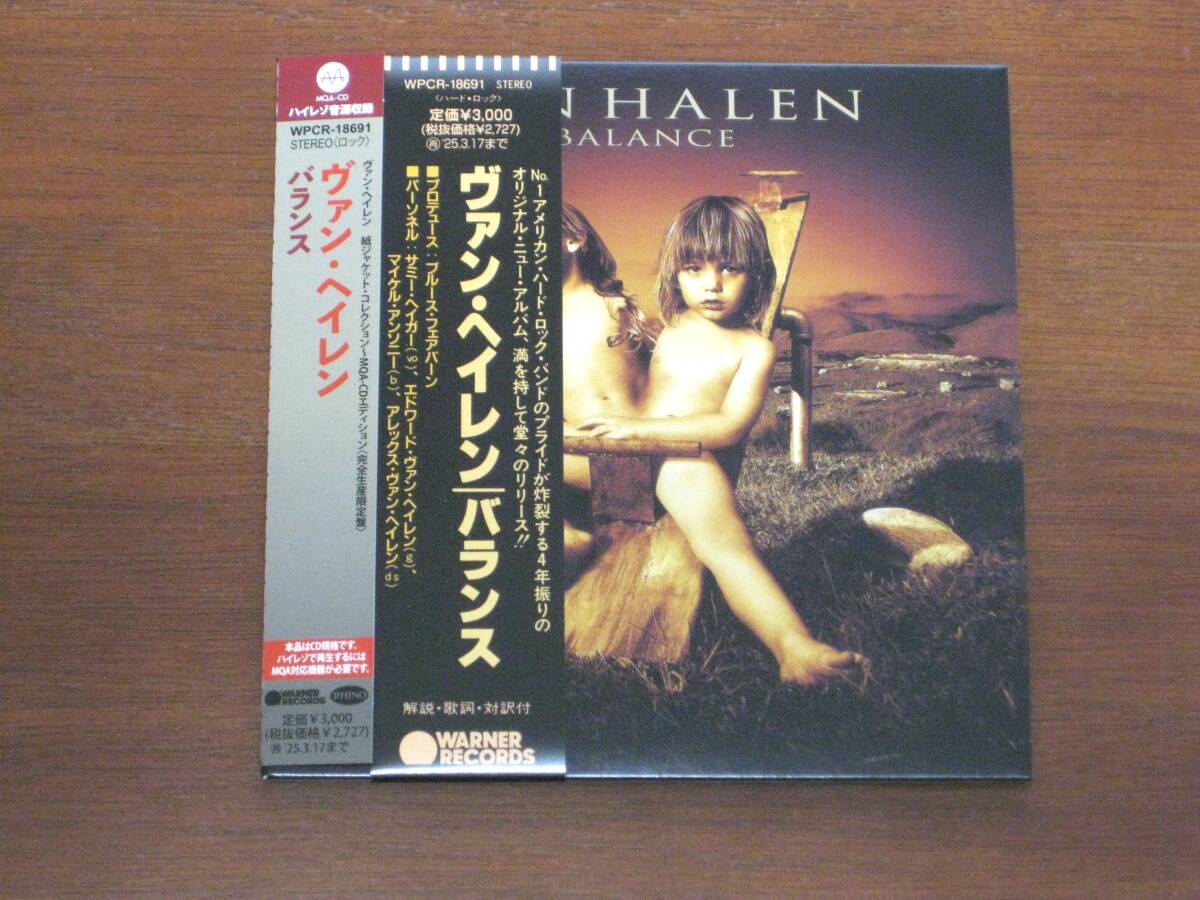 MQA-CD
ハイレゾ音源収録
WPCR-18691
STEREO〈ロック〉
ヴァン・ヘイレン 紙ジャケット・コレクション〜MQA-CDエディション〈完全生産限定盤〉
ヴァン・ヘイレン
バランス
本品はCD規格です。
ハイレゾで再生するには
MQA対応機器が必要です。
WARNER
RECORDS
RHINO
定価¥3,000
(税抜価格¥2,727)
再 '25.3.17まで
WPCR-18691 STEREO
〈ハード・ロック〉
定価¥3,000
(税抜価格¥2,727)
再 '25.3.17まで
No.1アメリカン・ハード・ロック・バンドのプライドが炸裂する4年振りの
オリジナル・ニュー・アルバム、満を持して堂々のリリース!!
ヴァン・ヘイレン|バランス
■プロデュース:ブルース・フェアバーン
■パーソネル:サミー・ヘイガー(g)、エドワード・ヴァン・ヘイレン(g)、
マイケル・アンソニー(b)、アレックス・ヴァン・ヘイレン(ds
解説・歌詞・対訳付
WARNER
RECORDS
N HALEN
BALANCE